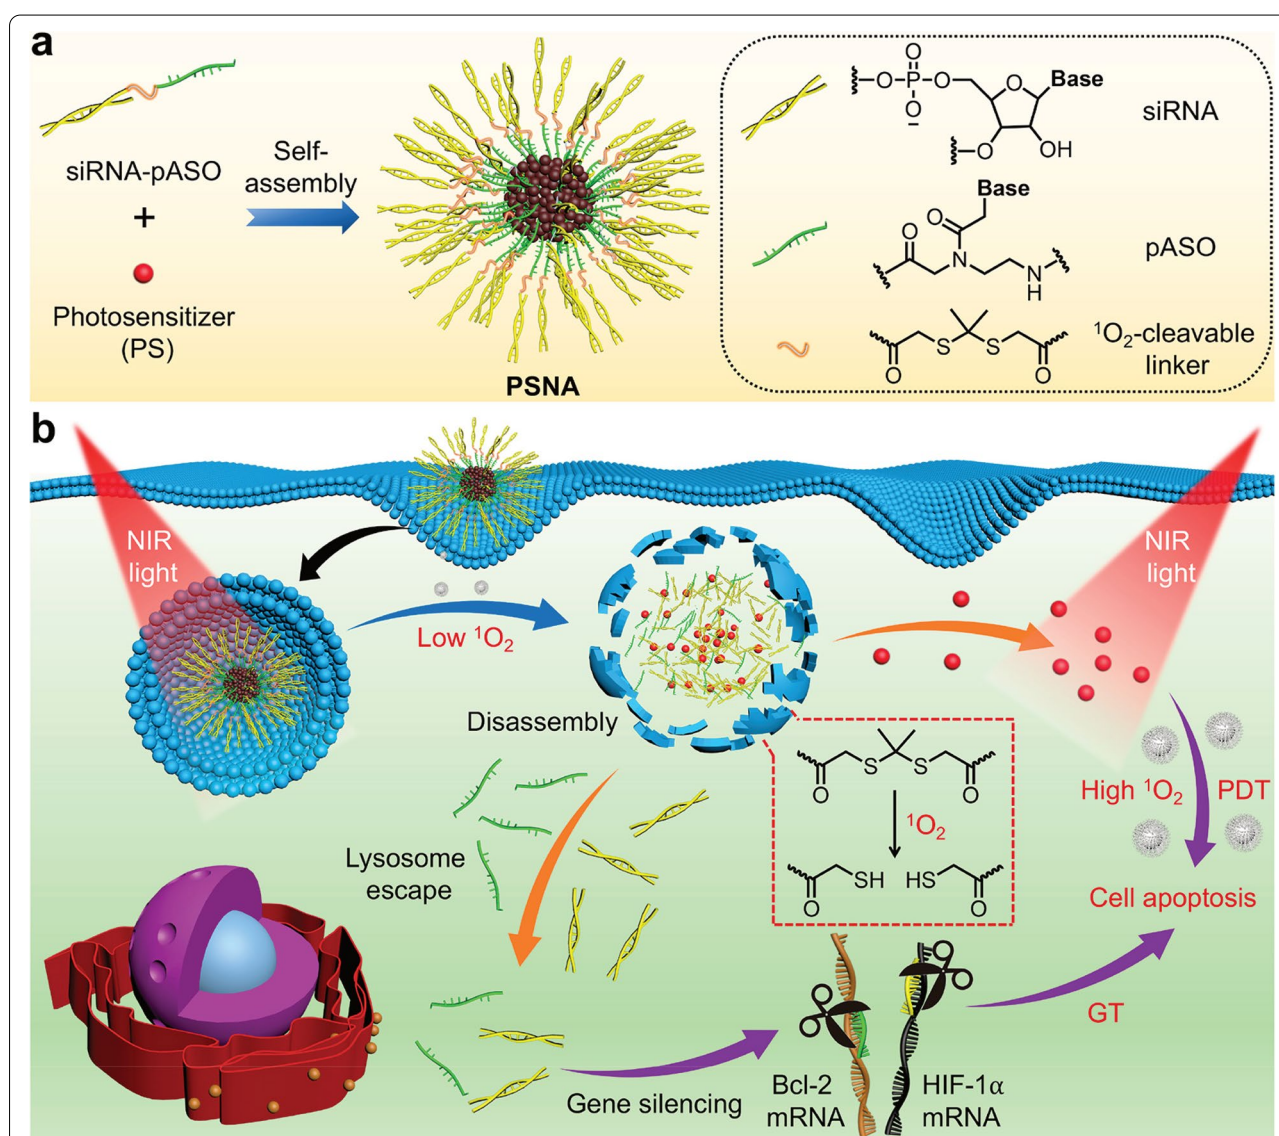 a
siRNA-pASO
+
Photosensitizer
(PS)
Self-
assembly
PSNA
O
O
P
O
O
–
O
Base
O
OH
siRNA
Base
O
O
N
N
H
pASO
S
S
O
O
¹O₂-cleavable
linker
b
NIR
light
Low ¹O₂
NIR
light
Disassembly
S
S
O
O
¹O₂
SH
HS
O
O
High ¹O₂
PDT
Lysosome
escape
Cell apoptosis
GT
Gene silencing
Bcl-2
mRNA
HIF-1α
mRNA